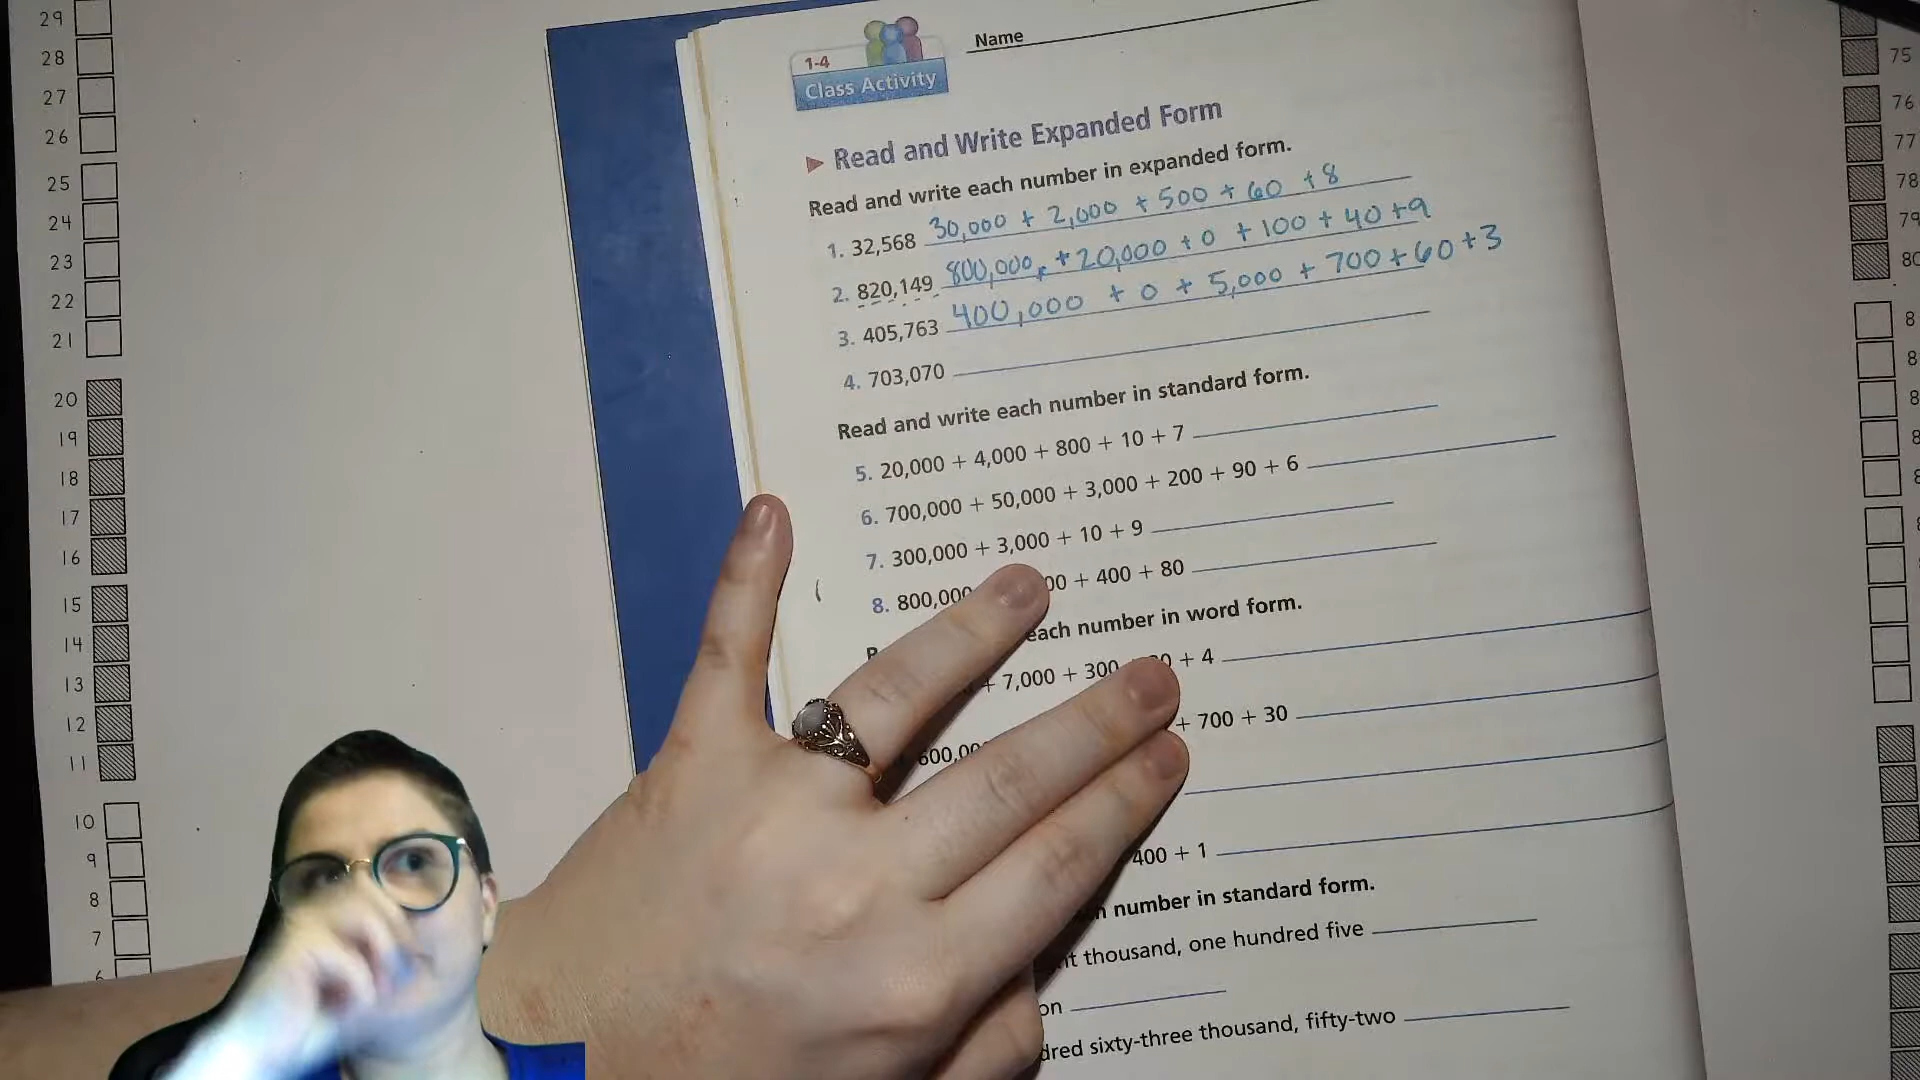 29
28
27
26
25
24
23
22
21
20
19
18
17
16
15
14
13
12
11
10
9
8
7
6
1-4
Class Activity
Name
Read and Write Expanded Form
Read and write each number in expanded form.
1. 32,568 30,000 + 2,000 + 500 + 60 + 8
2. 820,149 800,000, + 20,000 + 0 + 100 + 40 + 9
3. 405,763 400,000 + 0 + 5,000 + 700 + 60 + 3
4. 703,070
Read and write each number in standard form.
5. 20,000 + 4,000 + 800 + 10 + 7
6. 700,000 + 50,000 + 3,000 + 200 + 90 + 6
7. 300,000 + 3,000 + 10 + 9
8. 800,000 + 400 + 80
each number in word form.
+ 7,000 + 300 + 4
+ 700 + 30
400 + 1
number in standard form.
thousand, one hundred five
sixty-three thousand, fifty-two
75
76
77
78
79
80